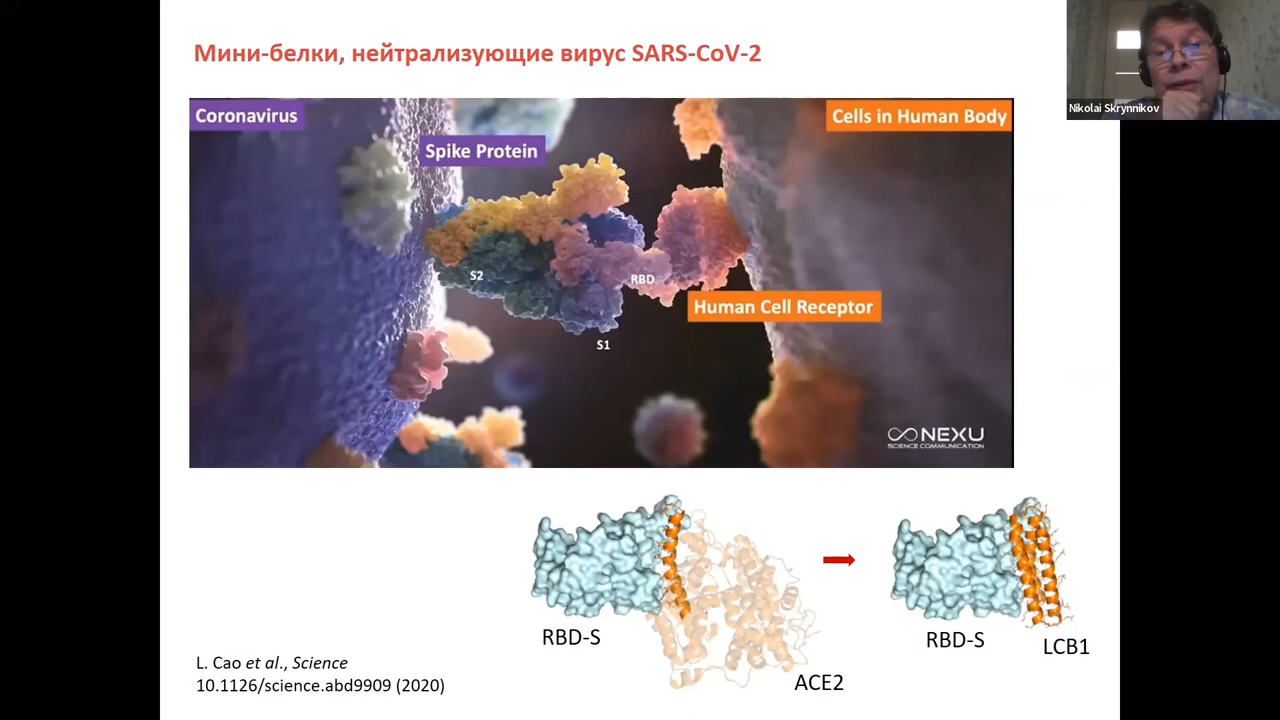 Мини-белки, нейтрализующие вирус SARS-CoV-2
Nikolai Skrynnikov
Coronavirus
Cells in Human Body
Spike Protein
S2
RBD
Human Cell Receptor
S1
NEXU
SCIENCE COMMUNICATION
RBD-S
RBD-S
LCB1
ACE2
L. Cao et al., Science
10.1126/science.abd9909 (2020)